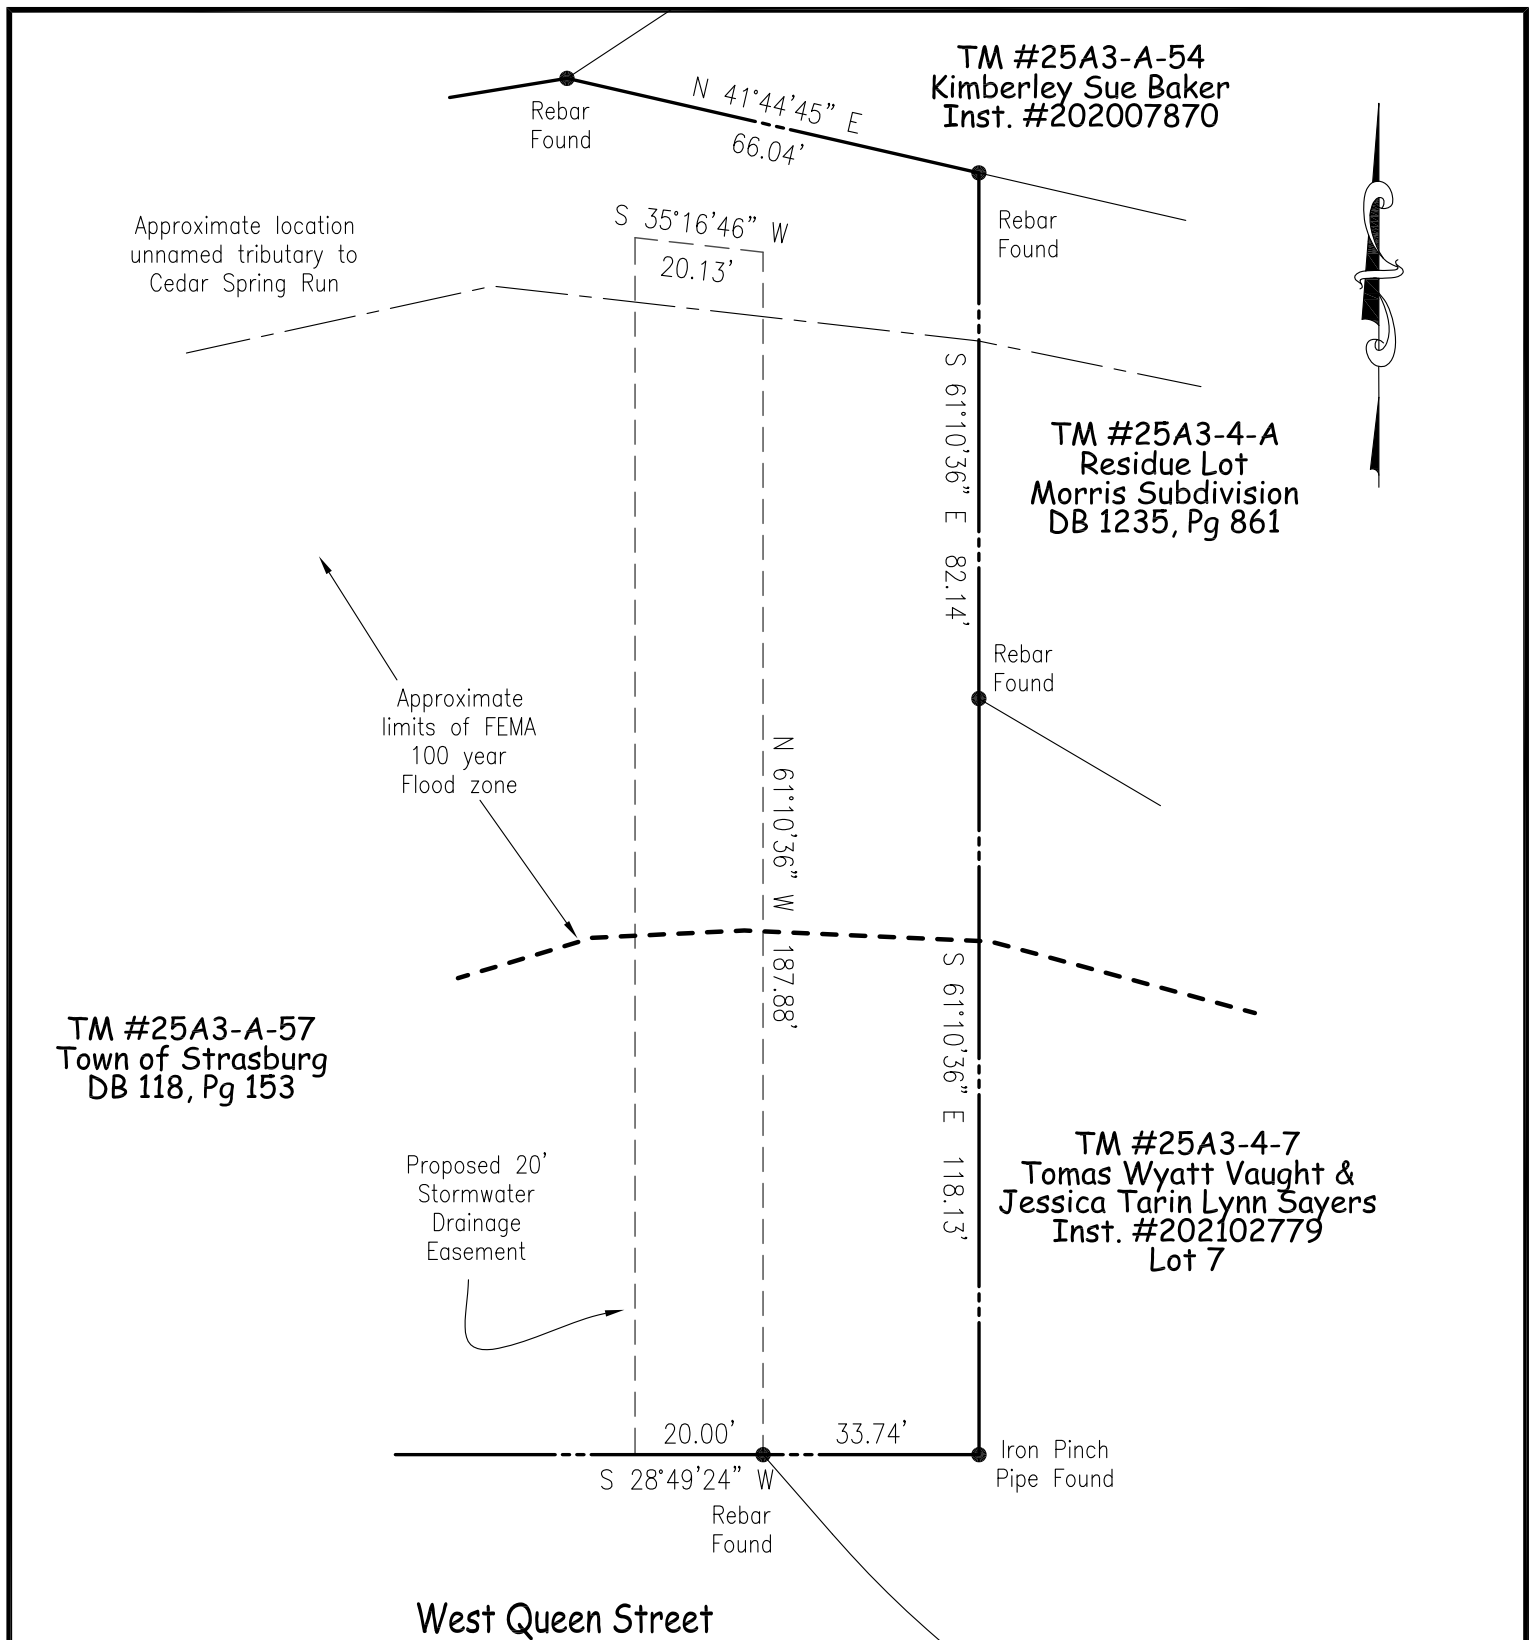 TM #25A3-A-54
Kimberley Sue Baker
Inst. #202007870
N 41°44'45" E
66.04'
Rebar
Found
Rebar
Found
S 35°16'46" W
20.13'
Approximate location
unnamed tributary to
Cedar Spring Run
S 61°10'36" E 82.14'
TM #25A3-4-A
Residue Lot
Morris Subdivision
DB 1235, Pg 861
Rebar
Found
Approximate
limits of FEMA
100 year
Flood zone
N 61°10'36" W 187.88'
S 61°10'36" E 118.13'
TM #25A3-A-57
Town of Strasburg
DB 118, Pg 153
TM #25A3-4-7
Tomas Wyatt Vaught &
Jessica Tarin Lynn Sayers
Inst. #202102779
Lot 7
Proposed 20'
Stormwater
Drainage
Easement
20.00'
33.74'
S 28°49'24" W
Iron Pinch
Pipe Found
Rebar
Found
West Queen Street